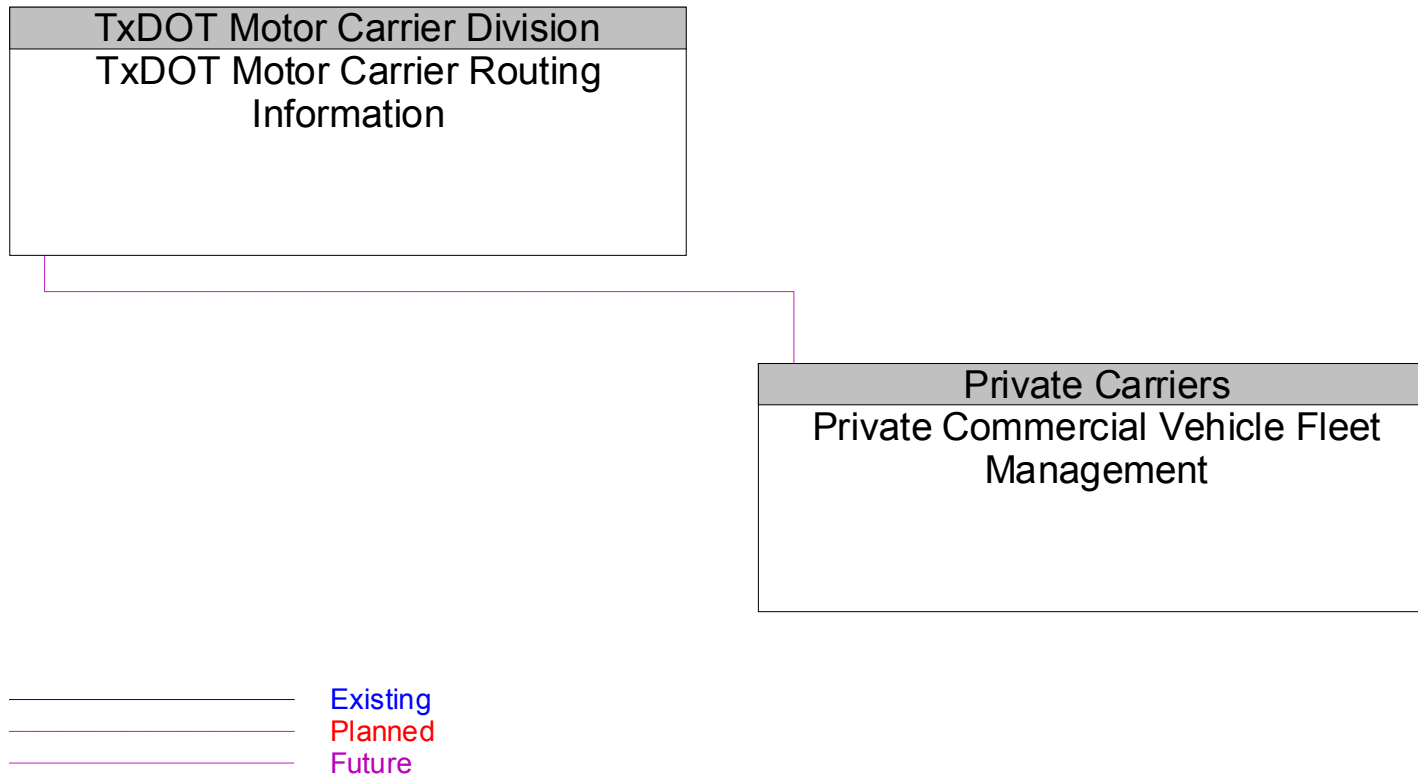 TxDOT Motor Carrier Division
TxDOT Motor Carrier Routing
Information
Private Carriers
Private Commercial Vehicle Fleet
Management
Existing
Planned
Future